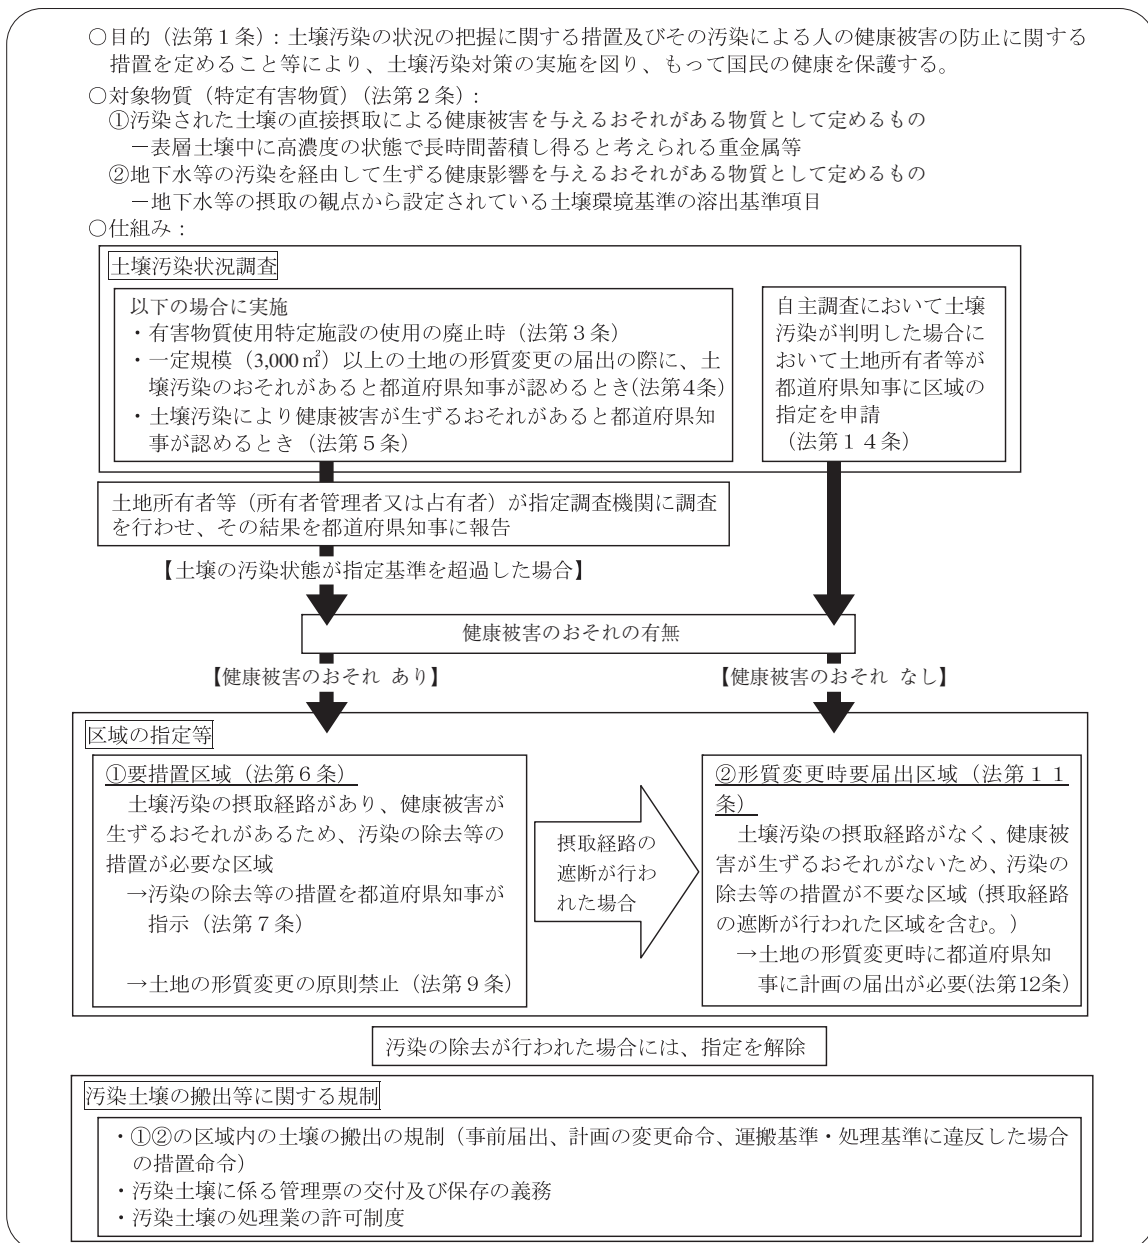 ○目的（法第１条）：土壌汚染の状況の把握に関する措置及びその汚染による人の健康被害の防止に関する
措置を定めること等により、土壌汚染対策の実施を図り、もって国民の健康を保護する。
○対象物質（特定有害物質）（法第２条）：
①汚染された土壌の直接摂取による健康被害を与えるおそれがある物質として定めるもの
－表層土壌中に高濃度の状態で長時間蓄積し得ると考えられる重金属等
②地下水等の汚染を経由して生ずる健康影響を与えるおそれがある物質として定めるもの
－地下水等の摂取の観点から設定されている土壌環境基準の溶出基準項目
○仕組み：
土壌汚染状況調査
以下の場合に実施
・有害物質使用特定施設の使用の廃止時（法第３条）
・一定規模（3,000㎡）以上の土地の形質変更の届出の際に、土
壌汚染のおそれがあると都道府県知事が認めるとき(法第4条)
・土壌汚染により健康被害が生ずるおそれがあると都道府県知
事が認めるとき（法第５条）
自主調査において土壌
汚染が判明した場合に
おいて土地所有者等が
都道府県知事に区域の
指定を申請
（法第１４条）
土地所有者等（所有者管理者又は占有者）が指定調査機関に調査
を行わせ、その結果を都道府県知事に報告
【土壌の汚染状態が指定基準を超過した場合】
健康被害のおそれの有無
【健康被害のおそれ あり】
【健康被害のおそれ なし】
区域の指定等
①要措置区域（法第６条）
土壌汚染の摂取経路があり、健康被害が
生ずるおそれがあるため、汚染の除去等の
措置が必要な区域
→汚染の除去等の措置を都道府県知事が
指示（法第７条）
→土地の形質変更の原則禁止（法第９条）
摂取経路の
遮断が行わ
れた場合
②形質変更時要届出区域（法第１１
条）
土壌汚染の摂取経路がなく、健康被
害が生ずるおそれがないため、汚染の
除去等の措置が不要な区域（摂取経路
の遮断が行われた区域を含む。）
→土地の形質変更時に都道府県知
事に計画の届出が必要(法第12条)
汚染の除去が行われた場合には、指定を解除
汚染土壌の搬出等に関する規制
・①②の区域内の土壌の搬出の規制（事前届出、計画の変更命令、運搬基準・処理基準に違反した場合
の措置命令）
・汚染土壌に係る管理票の交付及び保存の義務
・汚染土壌の処理業の許可制度